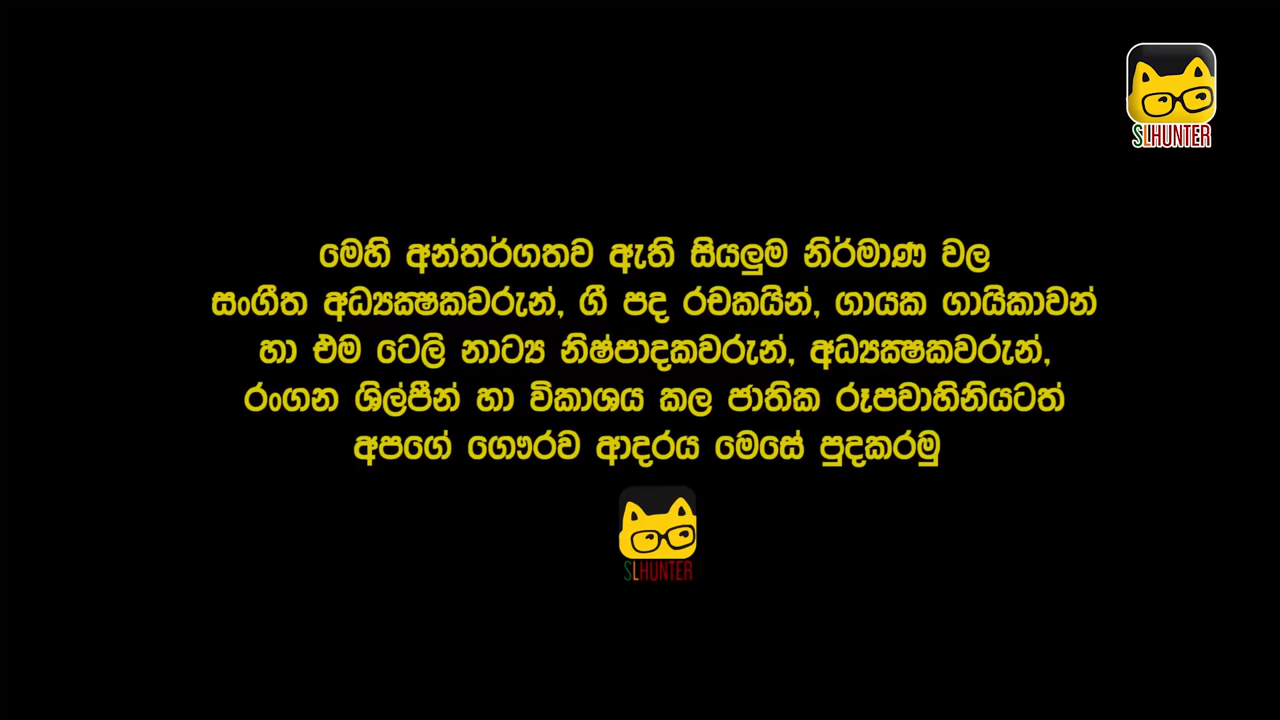 SLHUNTER
මෙහි අන්තර්ගතව ඇති සියලුම නිර්මාණ වල
සංගීත අධ්‍යක්ෂකවරුන්, ගී පද රචකයින්, ගායක ගායිකාවන්
හා එම ටෙලි නාට්‍ය නිෂ්පාදකවරුන්, අධ්‍යක්ෂකවරුන්,
රංගන ශිල්පීන් හා විකාශය කල ජාතික රූපවාහිනියටත්
අපගේ ගෞරව ආදරය මෙසේ පුදකරමු
SLHUNTER